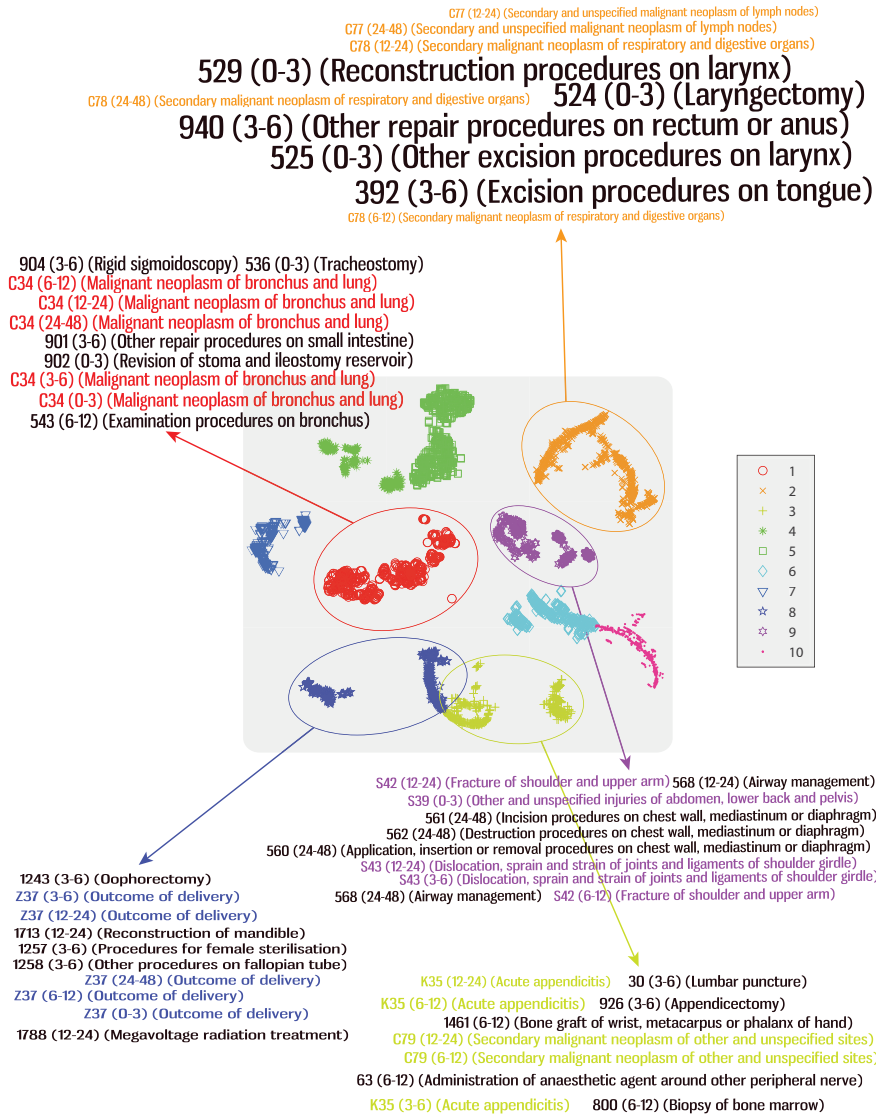 C77 (12-24) (Secondary and unspecified malignant neoplasm of lymph nodes)
C77 (24-48) (Secondary and unspecified malignant neoplasm of lymph nodes)
C78 (12-24) (Secondary malignant neoplasm of respiratory and digestive organs)
529 (0-3) (Reconstruction procedures on larynx)
C78 (24-48) (Secondary malignant neoplasm of respiratory and digestive organs) 524 (0-3) (Laryngectomy)
940 (3-6) (Other repair procedures on rectum or anus)
525 (0-3) (Other excision procedures on larynx)
392 (3-6) (Excision procedures on tongue)
C78 (6-12) (Secondary malignant neoplasm of respiratory and digestive organs)
904 (3-6) (Rigid sigmoidoscopy) 536 (0-3) (Tracheostomy)
C34 (6-12) (Malignant neoplasm of bronchus and lung)
C34 (12-24) (Malignant neoplasm of bronchus and lung)
C34 (24-48) (Malignant neoplasm of bronchus and lung)
901 (3-6) (Other repair procedures on small intestine)
902 (0-3) (Revision of stoma and ileostomy reservoir)
C34 (3-6) (Malignant neoplasm of bronchus and lung)
C34 (0-3) (Malignant neoplasm of bronchus and lung)
543 (6-12) (Examination procedures on bronchus)
1
2
3
4
5
6
7
8
9
10
S42 (12-24) (Fracture of shoulder and upper arm) 568 (12-24) (Airway management)
S39 (0-3) (Other and unspecified injuries of abdomen, lower back and pelvis)
561 (24-48) (Incision procedures on chest wall, mediastinum or diaphragm)
562 (24-48) (Destruction procedures on chest wall, mediastinum or diaphragm)
560 (24-48) (Application, insertion or removal procedures on chest wall, mediastinum or diaphragm)
S43 (12-24) (Dislocation, sprain and strain of joints and ligaments of shoulder girdle)
S43 (3-6) (Dislocation, sprain and strain of joints and ligaments of shoulder girdle)
568 (24-48) (Airway management) S42 (6-12) (Fracture of shoulder and upper arm)
1243 (3-6) (Oophorectomy)
Z37 (3-6) (Outcome of delivery)
Z37 (12-24) (Outcome of delivery)
1713 (12-24) (Reconstruction of mandible)
1257 (3-6) (Procedures for female sterilisation)
1258 (3-6) (Other procedures on fallopian tube)
Z37 (24-48) (Outcome of delivery)
Z37 (6-12) (Outcome of delivery)
Z37 (0-3) (Outcome of delivery)
1788 (12-24) (Megavoltage radiation treatment)
K35 (12-24) (Acute appendicitis) 30 (3-6) (Lumbar puncture)
K35 (6-12) (Acute appendicitis) 926 (3-6) (Appendicectomy)
1461 (6-12) (Bone graft of wrist, metacarpus or phalanx of hand)
C79 (12-24) (Secondary malignant neoplasm of other and unspecified sites)
C79 (6-12) (Secondary malignant neoplasm of other and unspecified sites)
63 (6-12) (Administration of anaesthetic agent around other peripheral nerve)
K35 (3-6) (Acute appendicitis) 800 (6-12) (Biopsy of bone marrow)